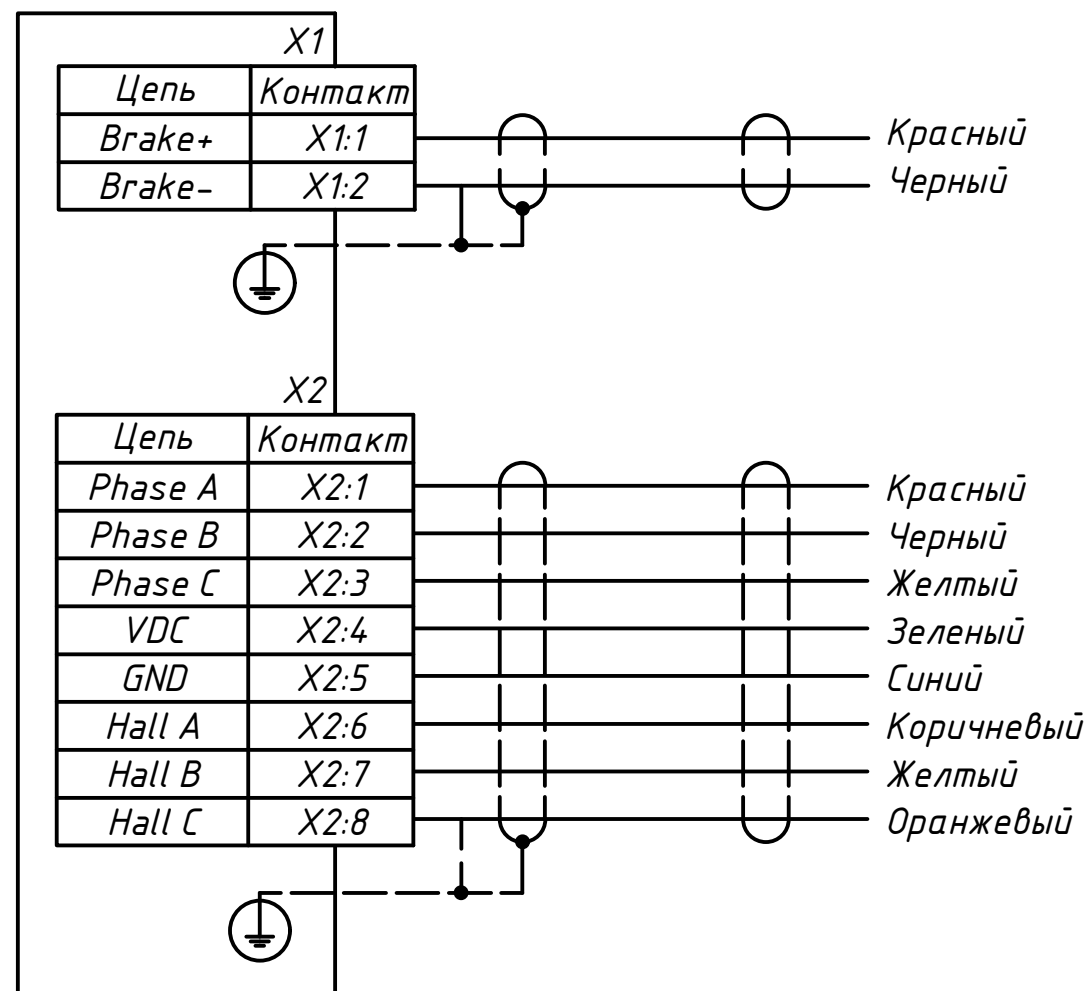 X1
Цепь Контакт
Brake+ X1:1 Красный
Brake- X1:2 Черный
X2
Цепь Контакт
Phase A X2:1 Красный
Phase B X2:2 Черный
Phase C X2:3 Желтый
VDC X2:4 Зеленый
GND X2:5 Синий
Hall A X2:6 Коричневый
Hall B X2:7 Желтый
Hall C X2:8 Оранжевый